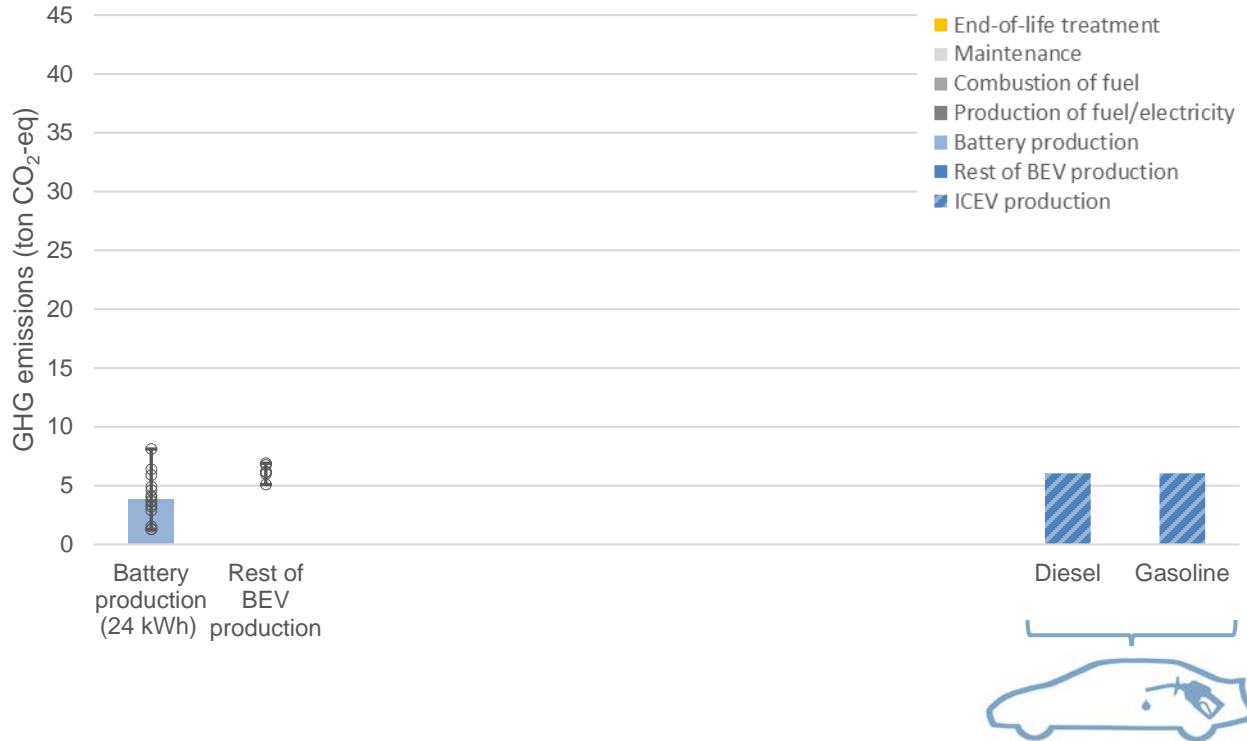 GHG emissions (ton CO₂-eq)
45
40
35
30
25
20
15
10
5
0
End-of-life treatment
Maintenance
Combustion of fuel
Production of fuel/electricity
Battery production
Rest of BEV production
ICEV production
Battery
production
(24 kWh)
Rest of
BEV
production
Diesel
Gasoline